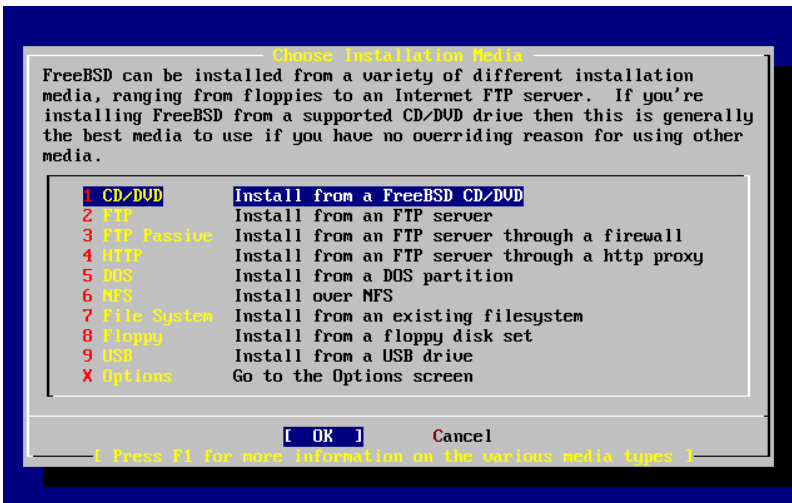 Choose Installation Media
FreeBSD can be installed from a variety of different installation
media, ranging from floppies to an Internet FTP server.  If you're
installing FreeBSD from a supported CD/DVD drive then this is generally
the best media to use if you have no overriding reason for using other
media.
1 CD/DVD Install from a FreeBSD CD/DVD
2 FTP Install from an FTP server
3 FTP Passive Install from an FTP server through a firewall
4 HTTP Install from an FTP server through a http proxy
5 DOS Install from a DOS partition
6 NFS Install over NFS
7 File System Install from an existing filesystem
8 Floppy Install from a floppy disk set
9 USB Install from a USB drive
X Options Go to the Options screen
[ OK ] Cancel
[ Press F1 for more information on the various media types ]